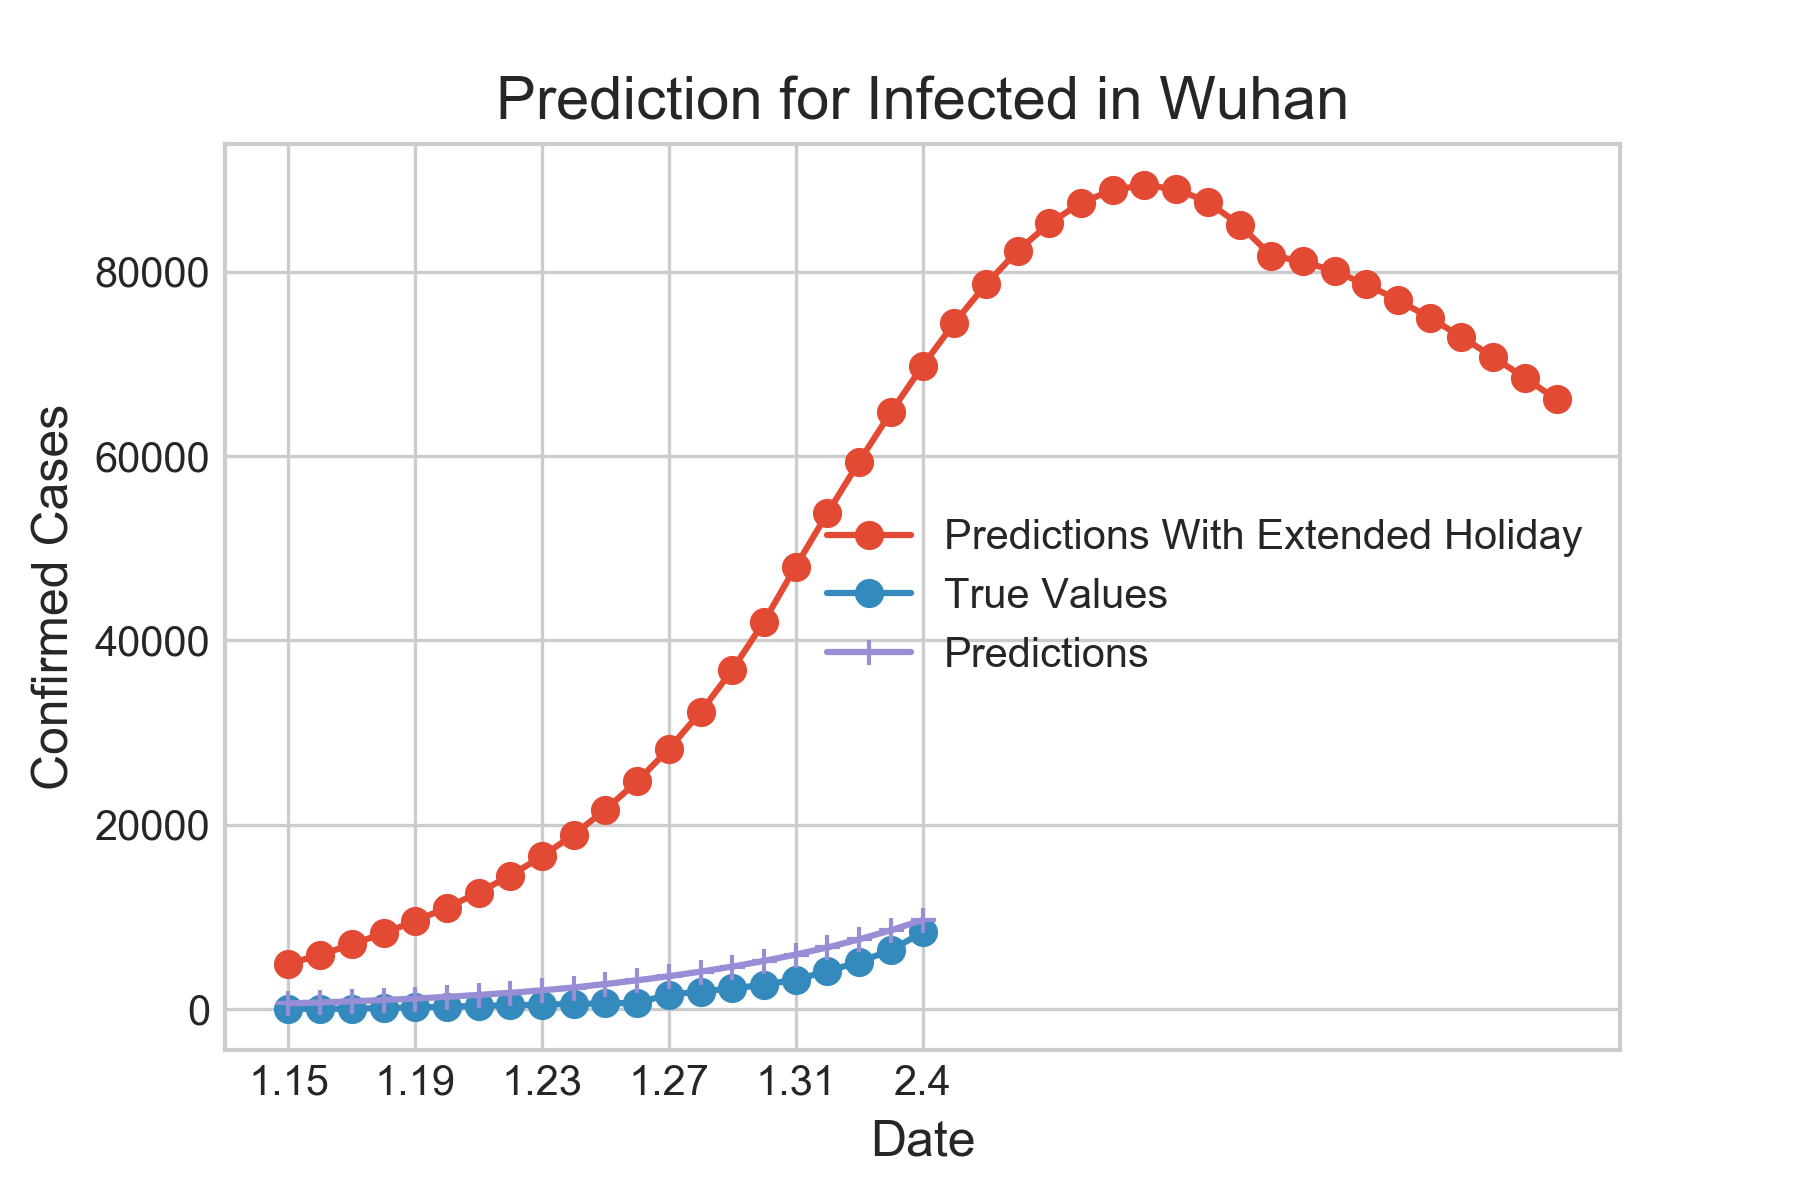 Prediction for Infected in Wuhan
Confirmed Cases
80000
60000
40000
20000
0
Predictions With Extended Holiday
True Values
Predictions
1.15 1.19 1.23 1.27 1.31 2.4
Date